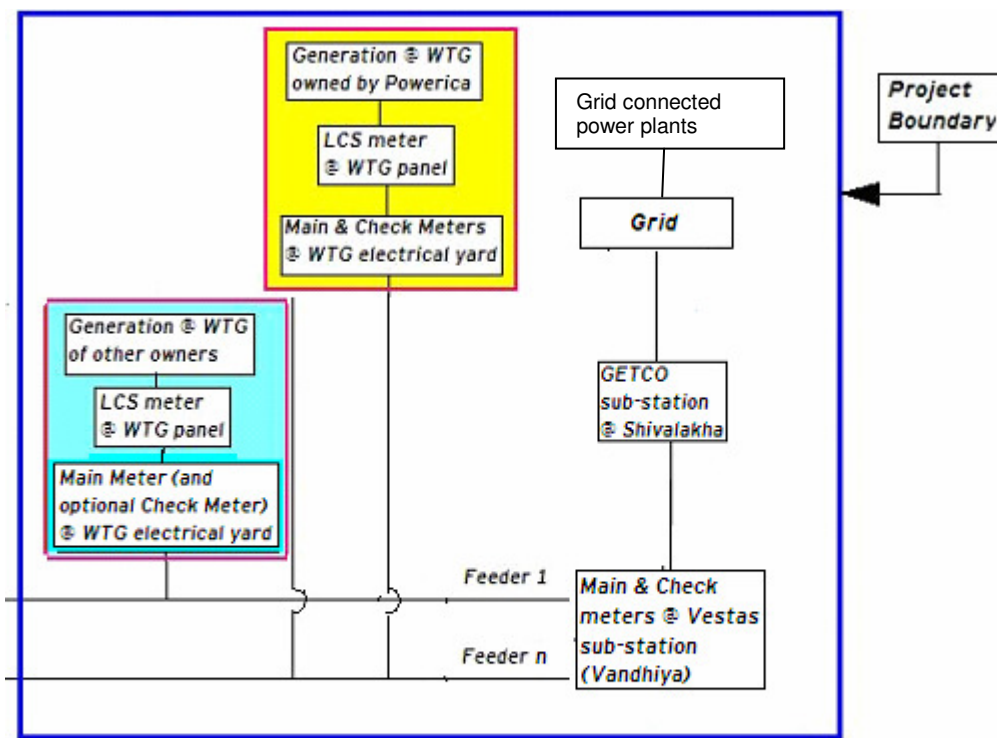 Generation @ WTG
owned by Powerica
LCS meter
@ WTG panel
Main & Check Meters
@ WTG electrical yard
Grid connected
power plants
Grid
Project
Boundary
Generation @ WTG
of other owners
LCS meter
@ WTG panel
Main Meter (and
optional Check Meter)
@ WTG electrical yard
GETCO
sub-station
@ Shivalakha
Feeder 1
Feeder n
Main & Check
meters @ Vestas
sub-station
(Vandhiya)